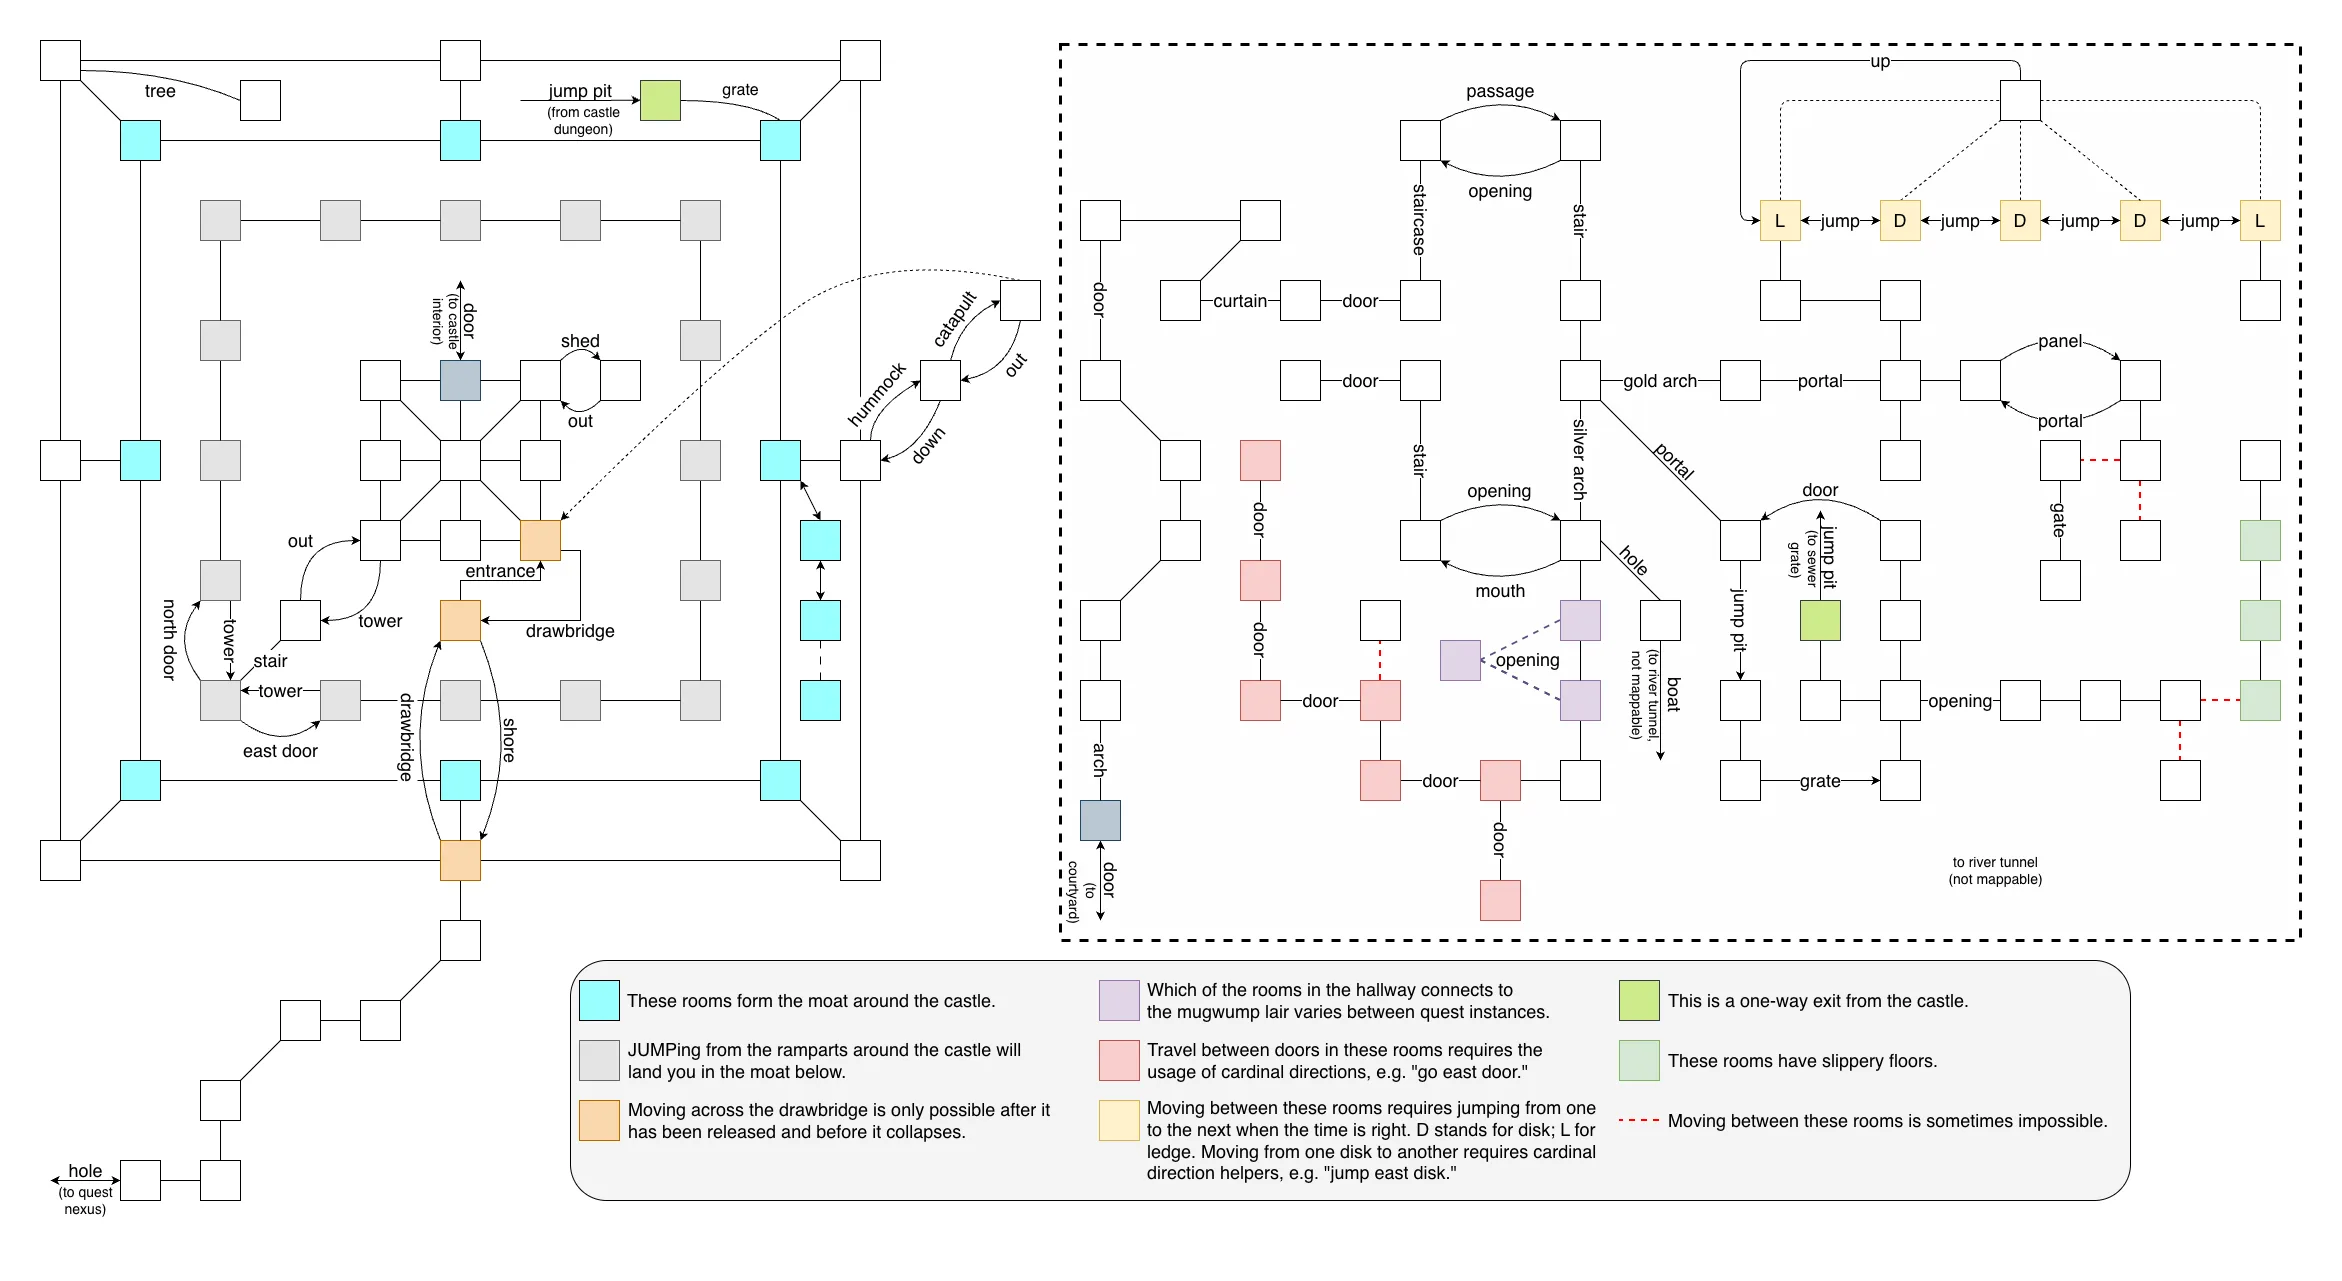 tree
jump pit
(from castle
dungeon)
grate
door
(to castle
interior)
shed
out
catapult
out
hummock
down
out
entrance
tower
drawbridge
north door
tower
stair
tower
east door
drawbridge
shore
hole
(to quest
nexus)
up
passage
opening
staircase
stair
L
jump
D
jump
D
jump
D
jump
L
door
curtain
door
door
gold arch
portal
panel
portal
stair
silver arch
portal
door
opening
mouth
hole
door
gate
jump pit
(to sewer
grate)
jump pit
door
opening
boat
(to river tunnel,
not mappable)
door
opening
arch
door
grate
door
door
(to
courtyard)
to river tunnel
(not mappable)
These rooms form the moat around the castle.
JUMPing from the ramparts around the castle will
land you in the moat below.
Moving across the drawbridge is only possible after it
has been released and before it collapses.
Which of the rooms in the hallway connects to
the mugwump lair varies between quest instances.
Travel between doors in these rooms requires the
usage of cardinal directions, e.g. "go east door."
Moving between these rooms requires jumping from one
to the next when the time is right. D stands for disk; L for
ledge. Moving from one disk to another requires cardinal
direction helpers, e.g. "jump east disk."
This is a one-way exit from the castle.
These rooms have slippery floors.
Moving between these rooms is sometimes impossible.